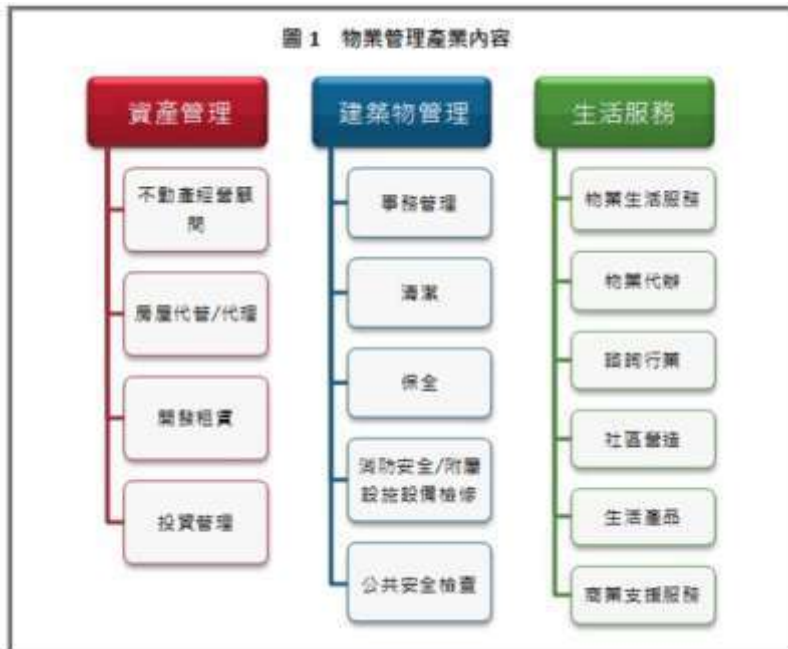 圖 1 物業管理產業內容
資產管理
不動產經營顧
問
房屋代管/代理
開發租賃
投資管理
建築物管理
事務管理
清潔
保全
消防安全/附屬
設施設備檢修
公共安全檢查
生活服務
物業生活服務
物業代辦
諮詢行業
社區營造
生活產品
商業支援服務